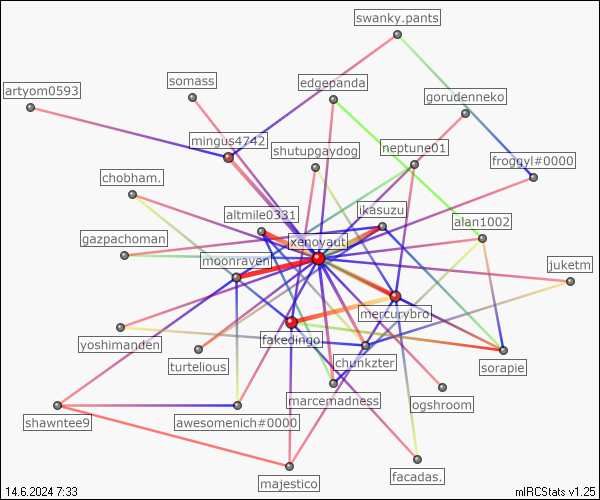 swanky.pants
artyom0593
somass
edgepanda
gorudenneko
mingus4742
shutupgaydog
neptune01
froggyl#0000
chobham.
altmile0331
ikasuzu
alan1002
gazpachoman
xenoyaut
moonraven
juketm
mercurybro
yoshimanden
fakedingo
chunkzter
sorapie
turtelious
marcemadness
ogshroom
shawntee9
awesomenich#0000
majestico
facadas.
14.6.2024 7:33
mIRCStats v1.25